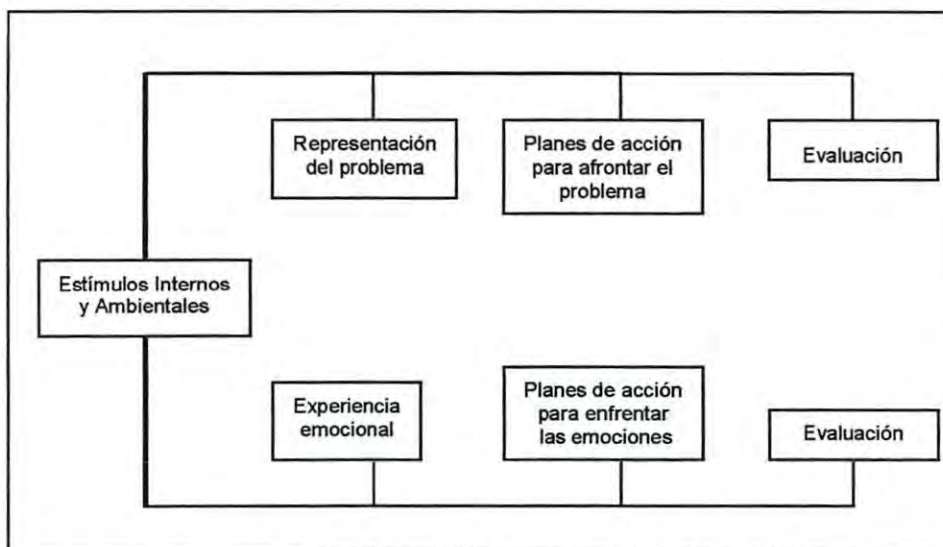 Representación
del problema
Planes de acción
para afrontar el
problema
Evaluación
Estímulos Internos
y Ambientales
Experiencia
emocional
Planes de acción
para enfrentar
las emociones
Evaluación